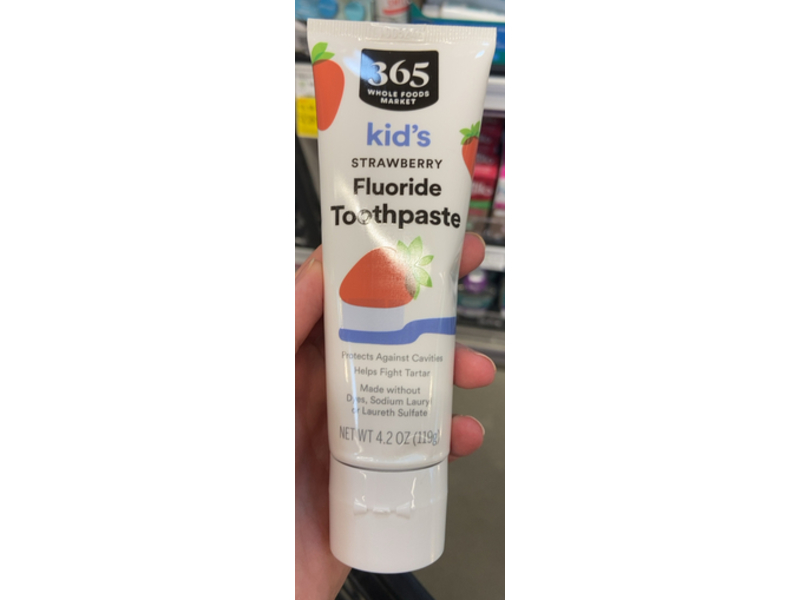 365
WHOLE FOODS
MARKET
kid's
STRAWBERRY
Fluoride
Toothpaste
Protects Against Cavities
Helps Fight Tartar
Made without
Dyes, Sodium Lauryl
or Laureth Sulfate
NET WT 4.2 OZ (119g)